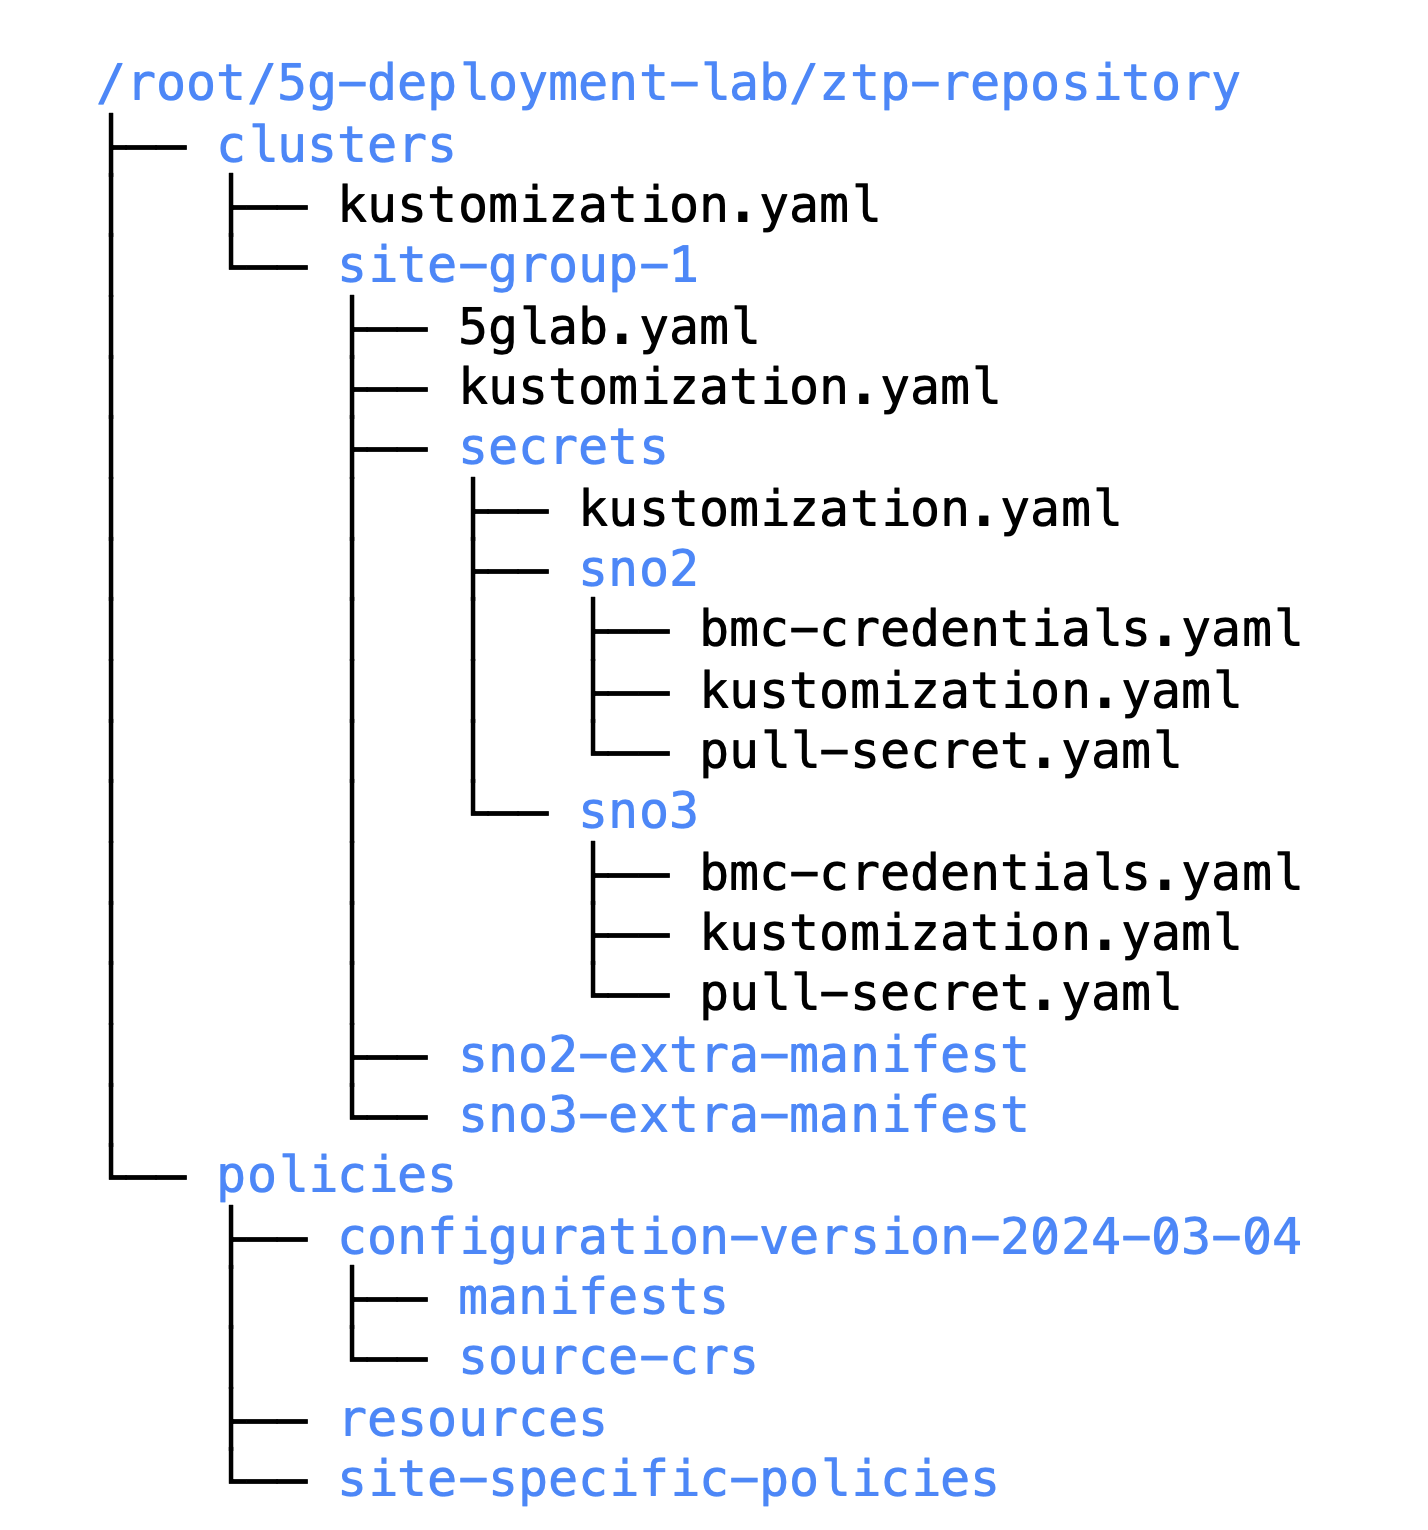 /root/5g-deployment-lab/ztp-repository
├── clusters
│   ├── kustomization.yaml
│   └── site-group-1
│       ├── 5glab.yaml
│       ├── kustomization.yaml
│       ├── secrets
│       │   ├── kustomization.yaml
│       │   ├── sno2
│       │   │   ├── bmc-credentials.yaml
│       │   │   ├── kustomization.yaml
│       │   │   └── pull-secret.yaml
│       │   └── sno3
│       │       ├── bmc-credentials.yaml
│       │       ├── kustomization.yaml
│       │       └── pull-secret.yaml
│       ├── sno2-extra-manifest
│       └── sno3-extra-manifest
└── policies
    ├── configuration-version-2024-03-04
    │   ├── manifests
    │   └── source-crs
    ├── resources
    └── site-specific-policies